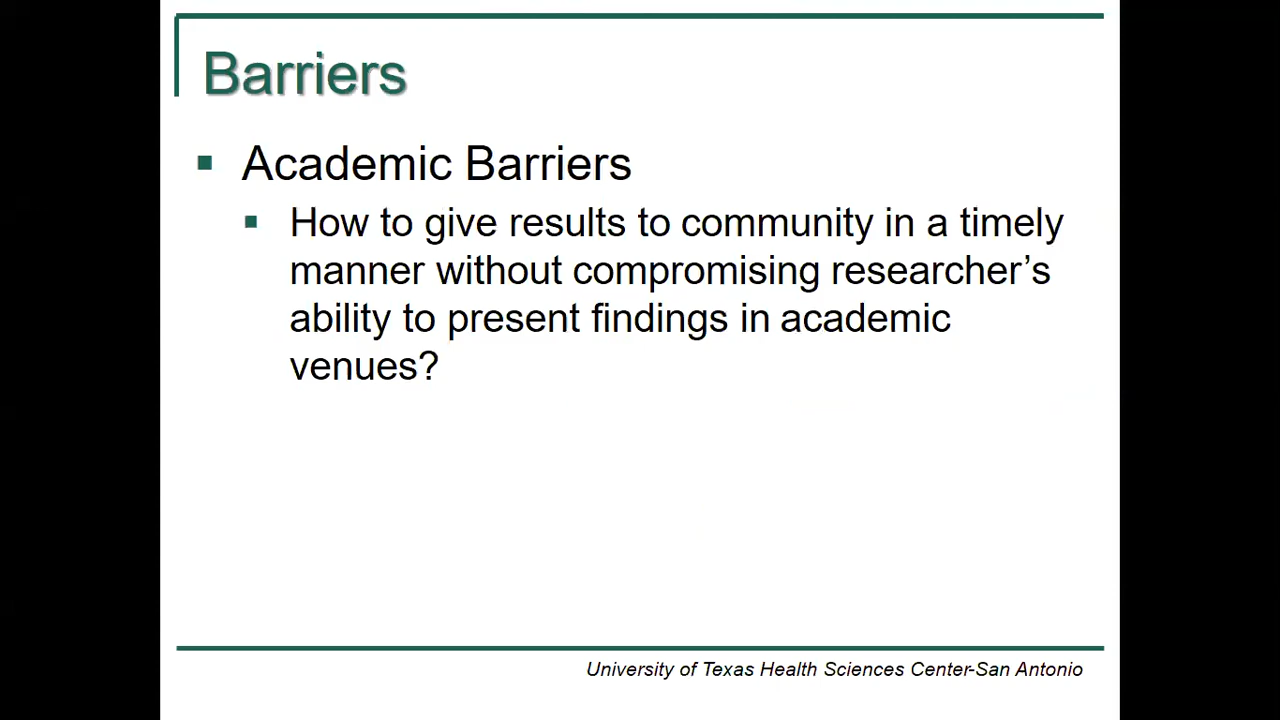 Barriers
Academic Barriers
How to give results to community in a timely
manner without compromising researcher’s
ability to present findings in academic
venues?
University of Texas Health Sciences Center-San Antonio